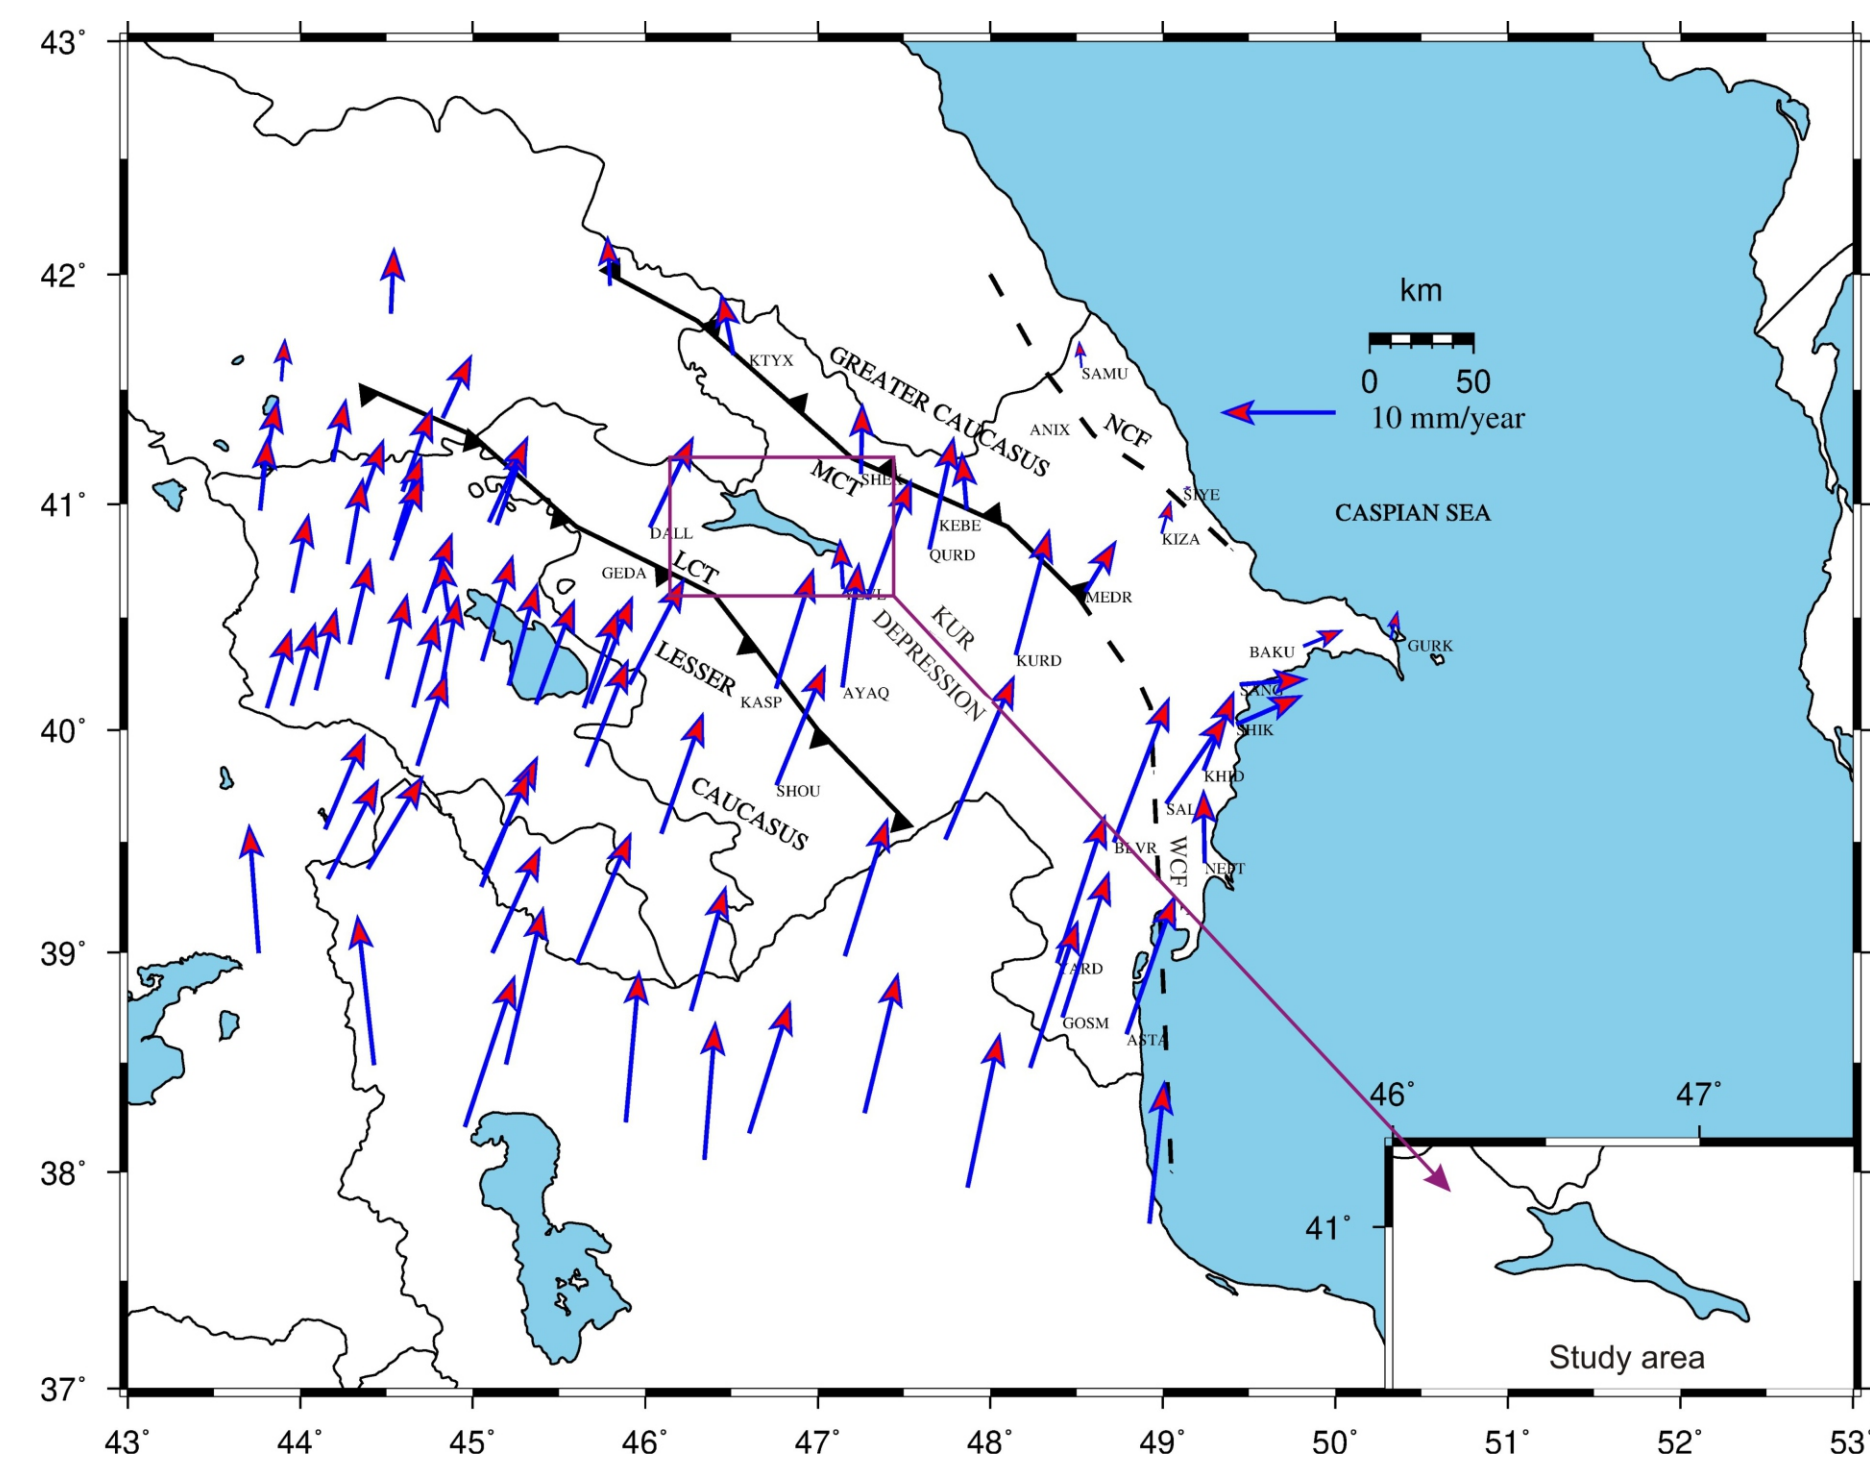 43°
42°
41°
40°
39°
38°
37°
43°
44°
45°
46°
47°
48°
49°
50°
51°
52°
53°
km
0
50
10 mm/year
CASPIAN SEA
GREATER CAUCASUS
NCF
MCT
LCT
KUR
DEPRESSION
LESSER
CAUCASUS
WCF
KTYX
SAMU
ANIX
SHEK
SIYE
KEBE
KIZA
DALL
QURD
GEDA
MEDR
KURD
BAKU
GURK
KASP
AYAQ
SANG
SHIK
KHID
SHOU
SAL
BLVR
NEFT
YARD
GOSM
ASTA
46°
47°
41°
Study area